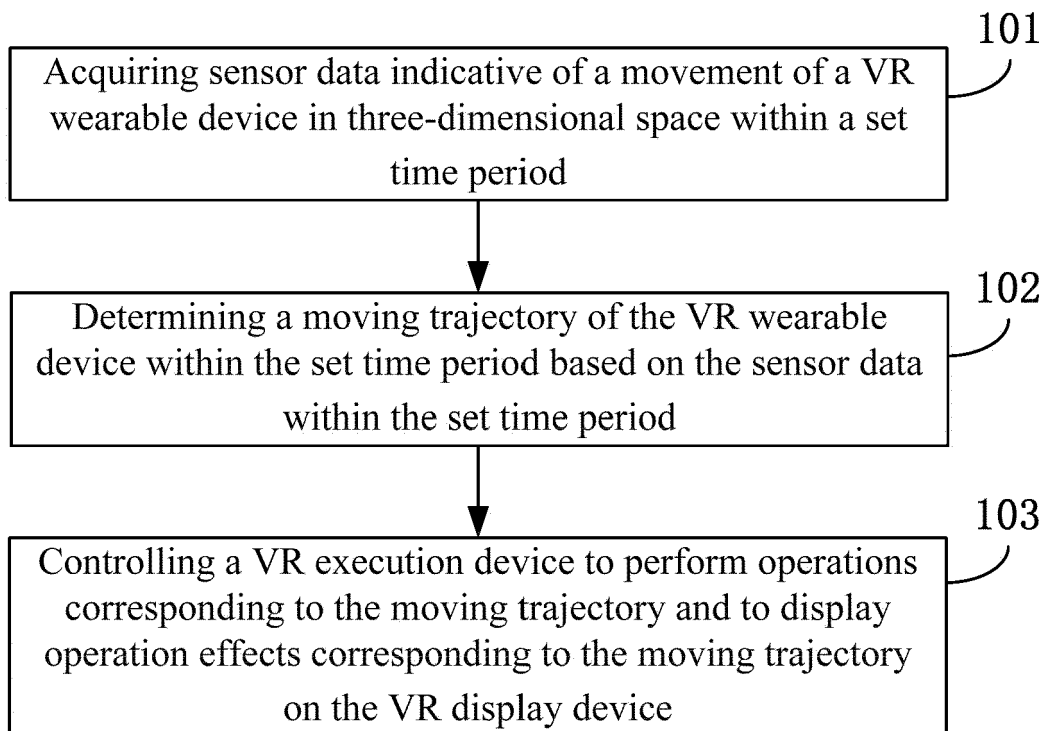 101
Acquiring sensor data indicative of a movement of a VR
wearable device in three-dimensional space within a set
time period
102
Determining a moving trajectory of the VR wearable
device within the set time period based on the sensor data
within the set time period
103
Controlling a VR execution device to perform operations
corresponding to the moving trajectory and to display
operation effects corresponding to the moving trajectory
on the VR display device